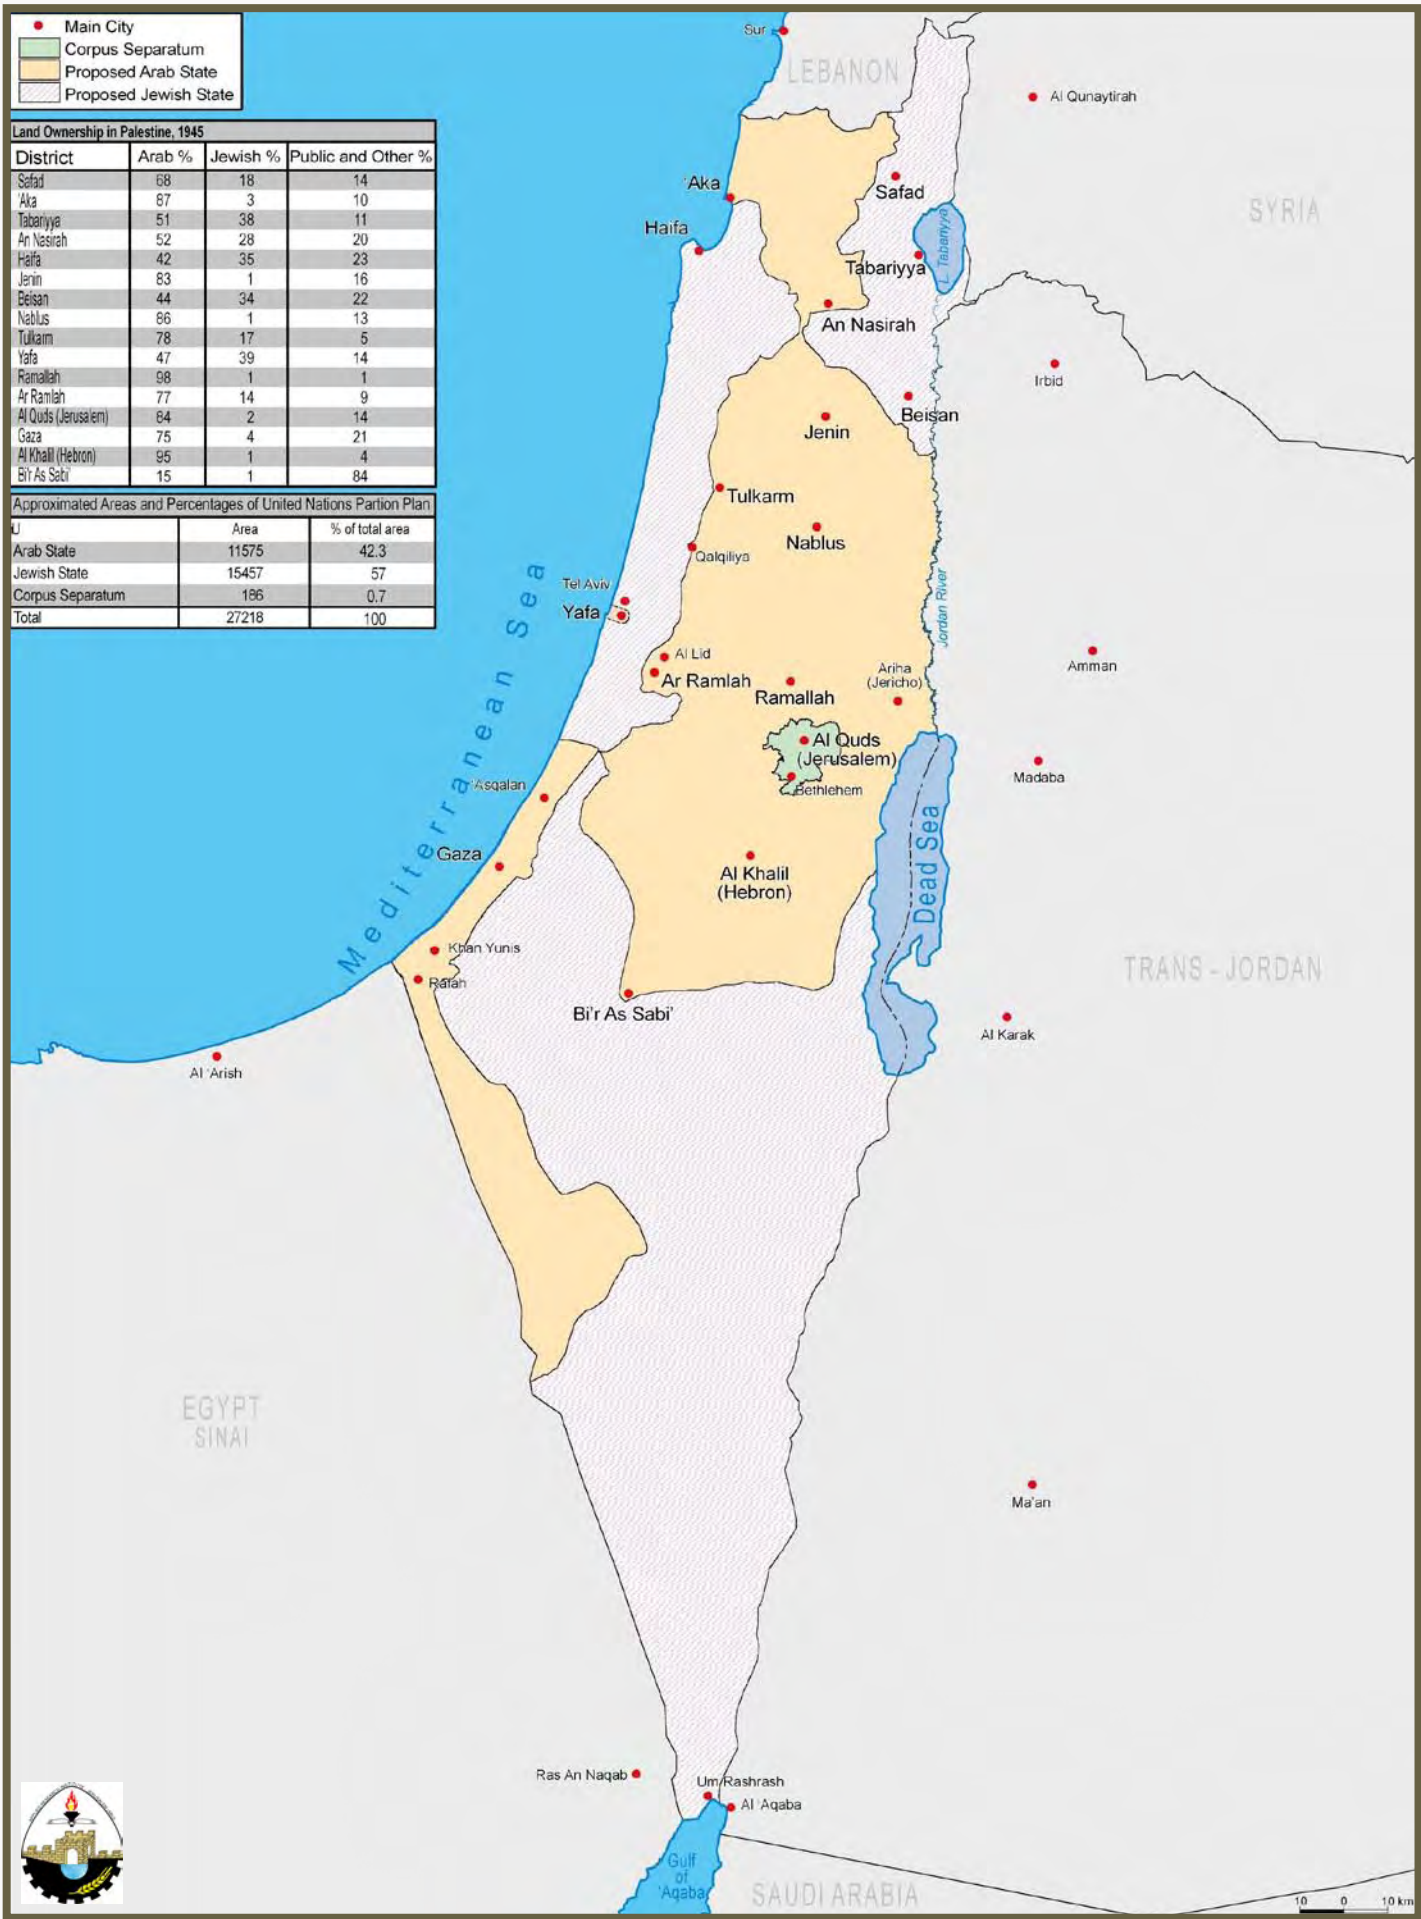 Main City
Corpus Separatum
Proposed Arab State
Proposed Jewish State
Land Ownership in Palestine, 1945
District Arab % Jewish % Public and Other %
Safad 68 18 14
'Aka 87 3 10
Tabariyya 51 38 11
An Nasirah 52 28 20
Haifa 42 35 23
Jenin 83 1 16
Beisan 44 34 22
Nablus 86 1 13
Tulkarm 78 17 5
Yafa 47 39 14
Ramallah 98 1 1
Ar Ramlah 77 14 9
Al Quds (Jerusalem) 84 2 14
Gaza 75 4 21
Al Khalil (Hebron) 95 1 4
Bi'r As Sabi' 15 1 84
Approximated Areas and Percentages of United Nations Partion Plan
U Area % of total area
Arab State 11575 42.3
Jewish State 15457 57
Corpus Separatum 186 0.7
Total 27218 100
Sur
LEBANON
Al Qunaytirah
'Aka
Safad
SYRIA
Haifa
L. Tabariyya
Tabariyya
An Nasirah
Irbid
Beisan
Jenin
Tulkarm
Nablus
Qalqiliya
Tel Aviv
Yafa
Jordan River
Al Lid
Ar Ramlah
Ramallah
Ariha
(Jericho)
Amman
Al Quds
(Jerusalem)
Bethlehem
Madaba
Mediterranean Sea
'Asqalan
Gaza
Al Khalil
(Hebron)
Dead Sea
Khan Yunis
Rafah
TRANS - JORDAN
Bi'r As Sabi'
Al Karak
Al 'Arish
EGYPT
SINAI
Ma'an
Ras An Naqab
Um Rashrash
Al 'Aqaba
Gulf
of
'Aqaba
SAUDI ARABIA
10 0 10 km